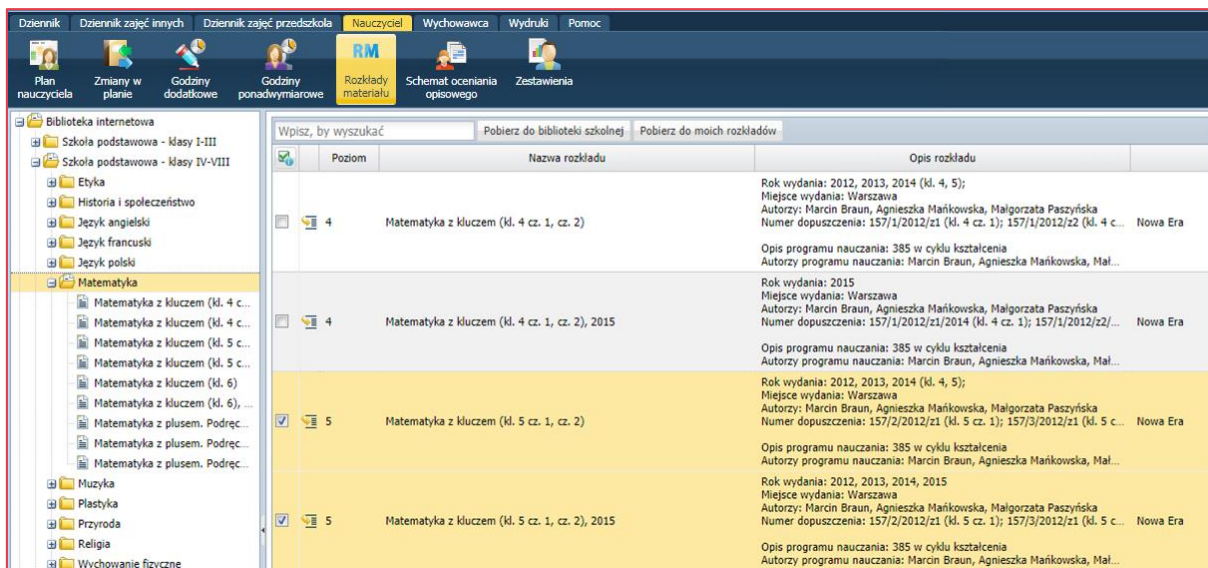 Dziennik Dziennik zajęć innych Dziennik zajęć przedszkola Nauczyciel Wychowawca Wydruki Pomoc
Plan nauczyciela
Zmiany w planie
Godziny dodatkowe
Godziny ponadwymiarowe
RM
Rozkłady materiału
Schemat oceniania opisowego
Zestawienia
Biblioteka internetowa
Szkoła podstawowa - klasy I-III
Szkoła podstawowa - klasy IV-VIII
Etyka
Historia i społeczeństwo
Język angielski
Język francuski
Język polski
Matematyka
Matematyka z kluczem (kl. 4 c...
Matematyka z kluczem (kl. 4 c...
Matematyka z kluczem (kl. 5 c...
Matematyka z kluczem (kl. 5 c...
Matematyka z kluczem (kl. 6)
Matematyka z kluczem (kl. 6), ...
Matematyka z plusem. Podręc...
Matematyka z plusem. Podręc...
Matematyka z plusem. Podręc...
Muzyka
Plastyka
Przyroda
Religia
Wychowanie fizyczne
Wpisz, by wyszukać Pobierz do biblioteki szkolnej Pobierz do moich rozkładów
Poziom Nazwa rozkładu Opis rozkładu
4 Matematyka z kluczem (kl. 4 cz. 1, cz. 2)
Rok wydania: 2012, 2013, 2014 (kl. 4, 5);
Miejsce wydania: Warszawa
Autorzy: Marcin Braun, Agnieszka Mańkowska, Małgorzata Paszyńska
Numer dopuszczenia: 157/1/2012/z1 (kl. 4 cz. 1); 157/1/2012/z2 (kl. 4 c... Nowa Era
Opis programu nauczania: 385 w cyklu kształcenia
Autorzy programu nauczania: Marcin Braun, Agnieszka Mańkowska, Mał...
4 Matematyka z kluczem (kl. 4 cz. 1, cz. 2), 2015
Rok wydania: 2015
Miejsce wydania: Warszawa
Autorzy: Marcin Braun, Agnieszka Mańkowska, Małgorzata Paszyńska
Numer dopuszczenia: 157/1/2012/z1/2014 (kl. 4 cz. 1); 157/1/2012/z2/... Nowa Era
Opis programu nauczania: 385 w cyklu kształcenia
Autorzy programu nauczania: Marcin Braun, Agnieszka Mańkowska, Mał...
5 Matematyka z kluczem (kl. 5 cz. 1, cz. 2)
Rok wydania: 2012, 2013, 2014 (kl. 4, 5);
Miejsce wydania: Warszawa
Autorzy: Marcin Braun, Agnieszka Mańkowska, Małgorzata Paszyńska
Numer dopuszczenia: 157/2/2012/z1 (kl. 5 cz. 1); 157/3/2012/z1 (kl. 5 c... Nowa Era
Opis programu nauczania: 385 w cyklu kształcenia
Autorzy programu nauczania: Marcin Braun, Agnieszka Mańkowska, Mał...
5 Matematyka z kluczem (kl. 5 cz. 1, cz. 2), 2015
Rok wydania: 2012, 2013, 2014, 2015
Miejsce wydania: Warszawa
Autorzy: Marcin Braun, Agnieszka Mańkowska, Małgorzata Paszyńska
Numer dopuszczenia: 157/2/2012/z1 (kl. 5 cz. 1); 157/3/2012/z1 (kl. 5 c... Nowa Era
Opis programu nauczania: 385 w cyklu kształcenia
Autorzy programu nauczania: Marcin Braun, Agnieszka Mańkowska, Mał...